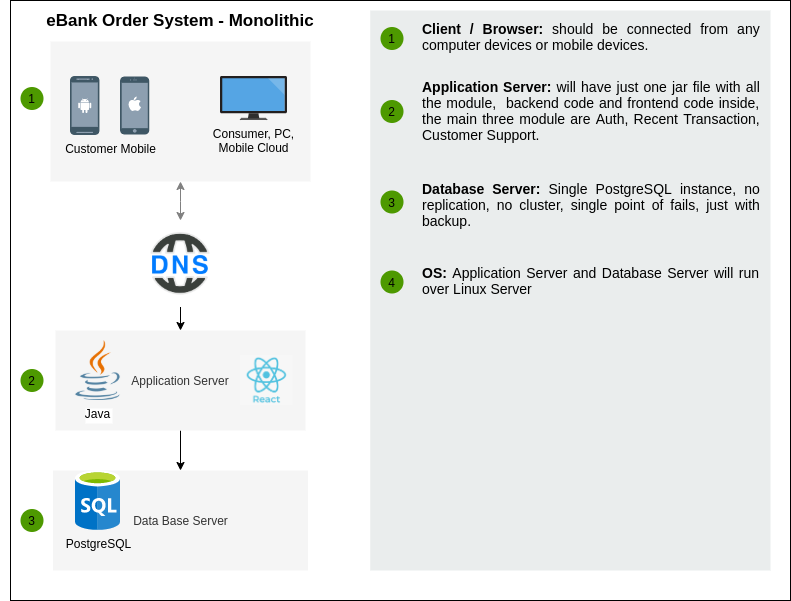 eBank Order System - Monolithic
1
Customer Mobile
Consumer, PC,
Mobile Cloud
DNS
2
Java
Application Server
React
3
SQL
PostgreSQL
Data Base Server
1
Client / Browser: should be connected from any
computer devices or mobile devices.
2
Application Server: will have just one jar file with all
the module, backend code and frontend code inside,
the main three module are Auth, Recent Transaction,
Customer Support.
3
Database Server: Single PostgreSQL instance, no
replication, no cluster, single point of fails, just with
backup.
4
OS: Application Server and Database Server will run
over Linux Server